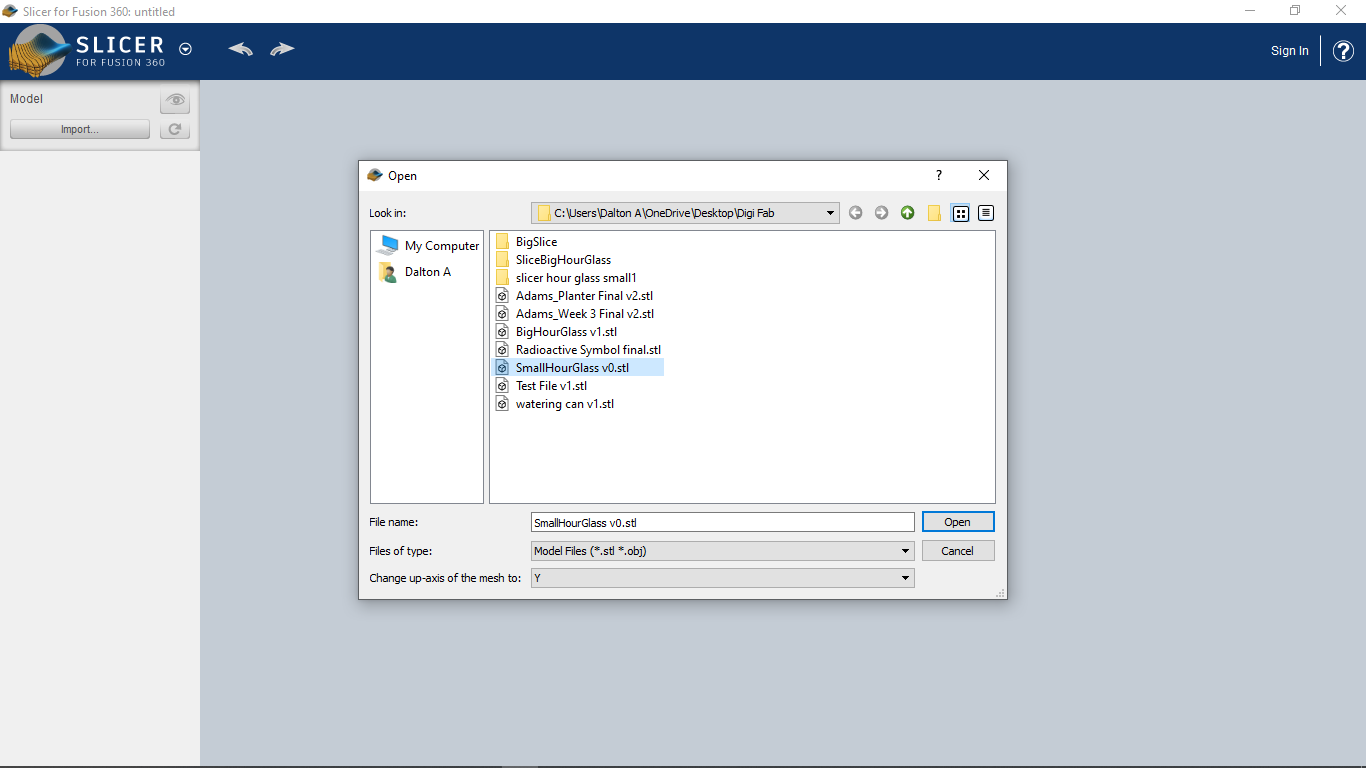 Slicer for Fusion 360: untitled
SLICER
FOR FUSION 360
Sign In
?
Model
Import...
Open
?
Look in:
C:\Users\Dalton A\OneDrive\Desktop\Digi Fab
My Computer
Dalton A
BigSlice
SliceBigHourGlass
slicer hour glass small1
Adams_Planter Final v2.stl
Adams_Week 3 Final v2.stl
BigHourGlass v1.stl
Radioactive Symbol final.stl
SmallHourGlass v0.stl
Test File v1.stl
watering can v1.stl
File name:
SmallHourGlass v0.stl
Open
Files of type:
Model Files (*.stl *.obj)
Cancel
Change up-axis of the mesh to:
Y